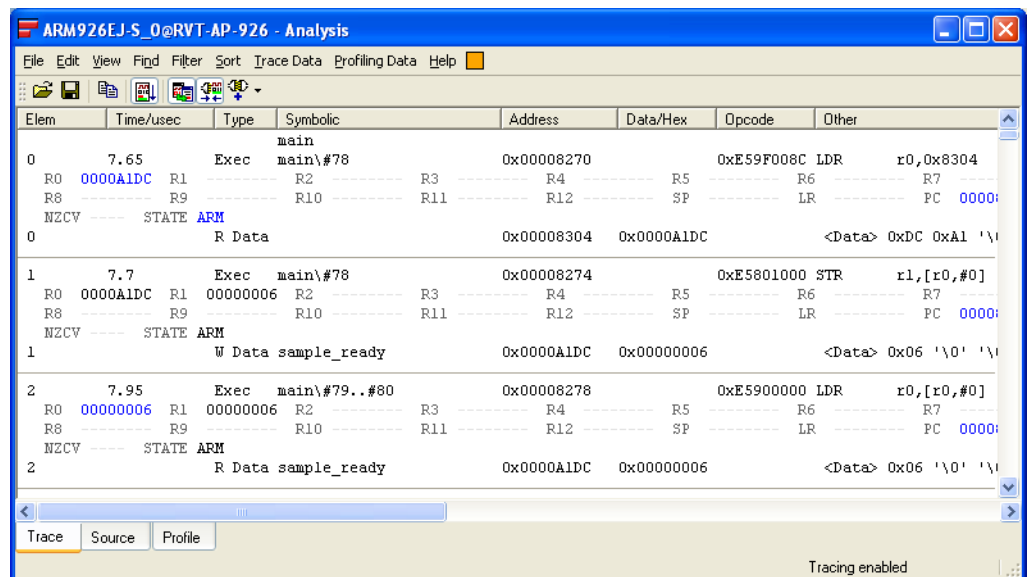 ARM926EJ-S_0@RVT-AP-926 - Analysis
File Edit View Find Filter Sort Trace Data Profiling Data Help
Elem Time/usec Type Symbolic Address Data/Hex Opcode Other
main
0 7.65 Exec main\#78 0x00008270 0xE59F008C LDR r0,0x8304
R0 0000A1DC R1 -------- R2 -------- R3 -------- R4 -------- R5 -------- R6 -------- R7 ----
R8 -------- R9 -------- R10 -------- R11 -------- R12 -------- SP -------- LR -------- PC 0000
NZCV ---- STATE ARM
0 R Data 0x00008304 0x0000A1DC <Data> 0xDC 0xA1 '\
1 7.7 Exec main\#78 0x00008274 0xE5801000 STR r1,[r0,#0]
R0 0000A1DC R1 00000006 R2 -------- R3 -------- R4 -------- R5 -------- R6 -------- R7 ----
R8 -------- R9 -------- R10 -------- R11 -------- R12 -------- SP -------- LR -------- PC 0000
NZCV ---- STATE ARM
1 W Data sample_ready 0x0000A1DC 0x00000006 <Data> 0x06 '\0' '\
2 7.95 Exec main\#79..#80 0x00008278 0xE5900000 LDR r0,[r0,#0]
R0 00000006 R1 00000006 R2 -------- R3 -------- R4 -------- R5 -------- R6 -------- R7 ----
R8 -------- R9 -------- R10 -------- R11 -------- R12 -------- SP -------- LR -------- PC 0000
NZCV ---- STATE ARM
2 R Data sample_ready 0x0000A1DC 0x00000006 <Data> 0x06 '\0' '\
Trace Source Profile
Tracing enabled